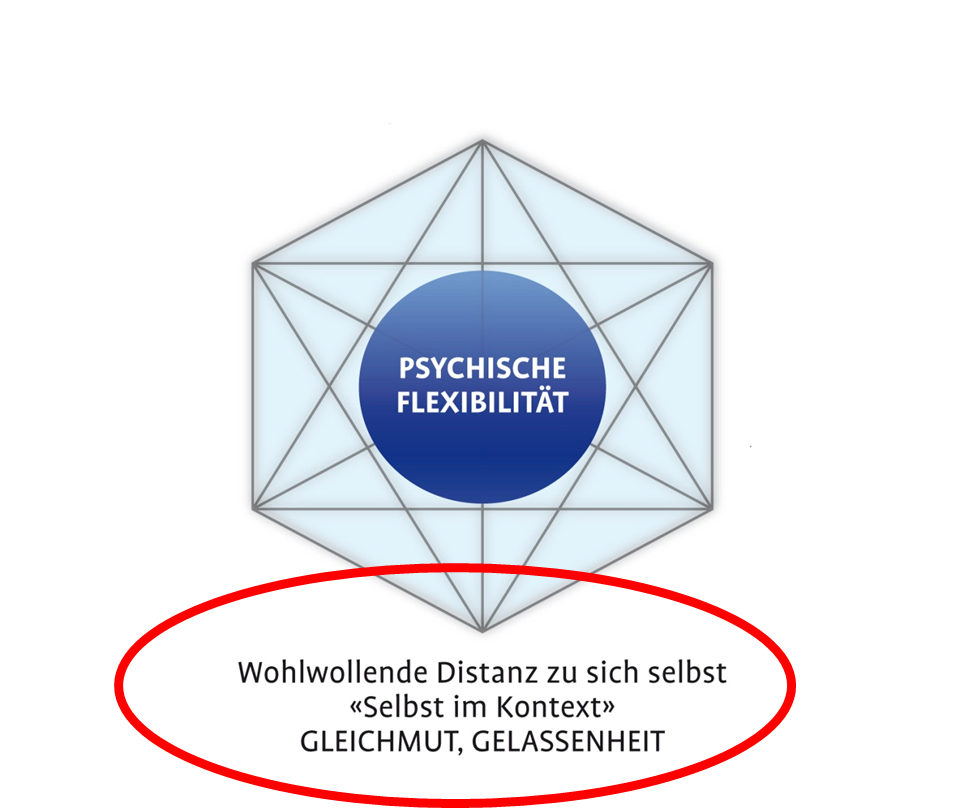 PSYCHISCHE
FLEXIBILITÄT
Wohlwollende Distanz zu sich selbst
«Selbst im Kontext»
GLEICHMUT, GELASSENHEIT